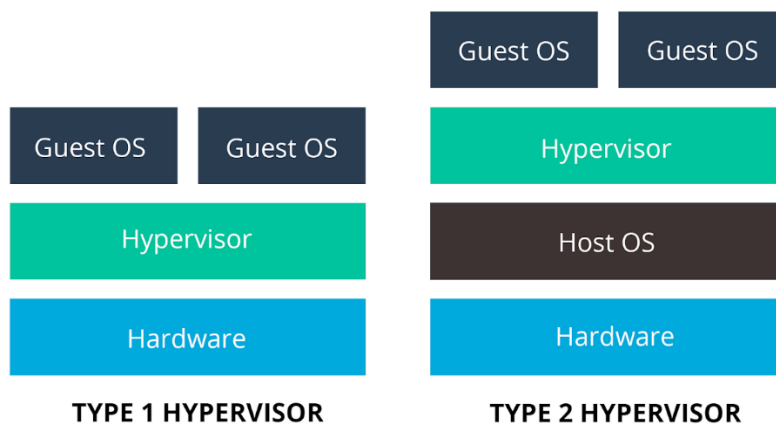 Guest OS
Guest OS
Hypervisor
Hardware
TYPE 1 HYPERVISOR
Guest OS
Guest OS
Hypervisor
Host OS
Hardware
TYPE 2 HYPERVISOR